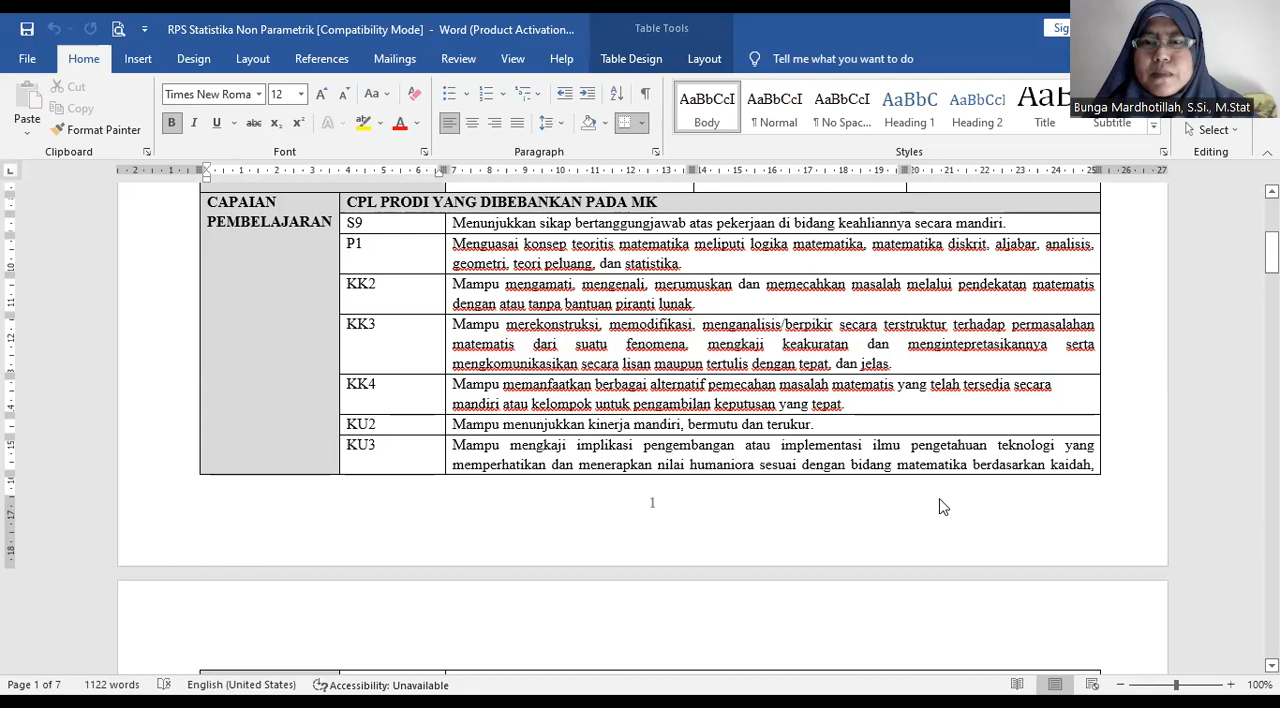 RPS Statistika Non Parametrik [Compatibility Mode] - Word (Product Activation...
Table Tools
Sig
File Home Insert Design Layout References Mailings Review View Help Table Design Layout Tell me what you want to do
Bunga Mardhotillah, S.Si., M.Stat
Paste
Cut
Copy
Format Painter
Clipboard
Times New Roma 12
Font
Paragraph
AaBbCcI AaBbCcI AaBbCcI AaBbC AaBbCcI AaB
Body ¶ Normal ¶ No Spac... Heading 1 Heading 2 Title Subtitle
Styles
Select
Editing
CAPAIAN PEMBELAJARAN
CPL PRODI YANG DIBEBANKAN PADA MK
S9 Menunjukkan sikap bertanggungjawab atas pekerjaan di bidang keahliannya secara mandiri.
P1 Menguasai konsep teoritis matematika meliputi logika matematika, matematika diskrit, aljabar, analisis,
geometri, teori peluang, dan statistika.
KK2 Mampu mengamati, mengenali, merumuskan dan memecahkan masalah melalui pendekatan matematis
dengan atau tanpa bantuan piranti lunak.
KK3 Mampu merekonstruksi, memodifikasi, menganalisis/berpikir secara terstruktur terhadap permasalahan
matematis dari suatu fenomena, mengkaji keakuratan dan mengintepretasikannya serta
mengkomunikasikan secara lisan maupun tertulis dengan tepat, dan jelas.
KK4 Mampu memanfaatkan berbagai alternatif pemecahan masalah matematis yang telah tersedia secara
mandiri atau kelompok untuk pengambilan keputusan yang tepat.
KU2 Mampu menunjukkan kinerja mandiri, bermutu dan terukur.
KU3 Mampu mengkaji implikasi pengembangan atau implementasi ilmu pengetahuan teknologi yang
memperhatikan dan menerapkan nilai humaniora sesuai dengan bidang matematika berdasarkan kaidah,
1
Page 1 of 7 1122 words English (United States) Accessibility: Unavailable 100%